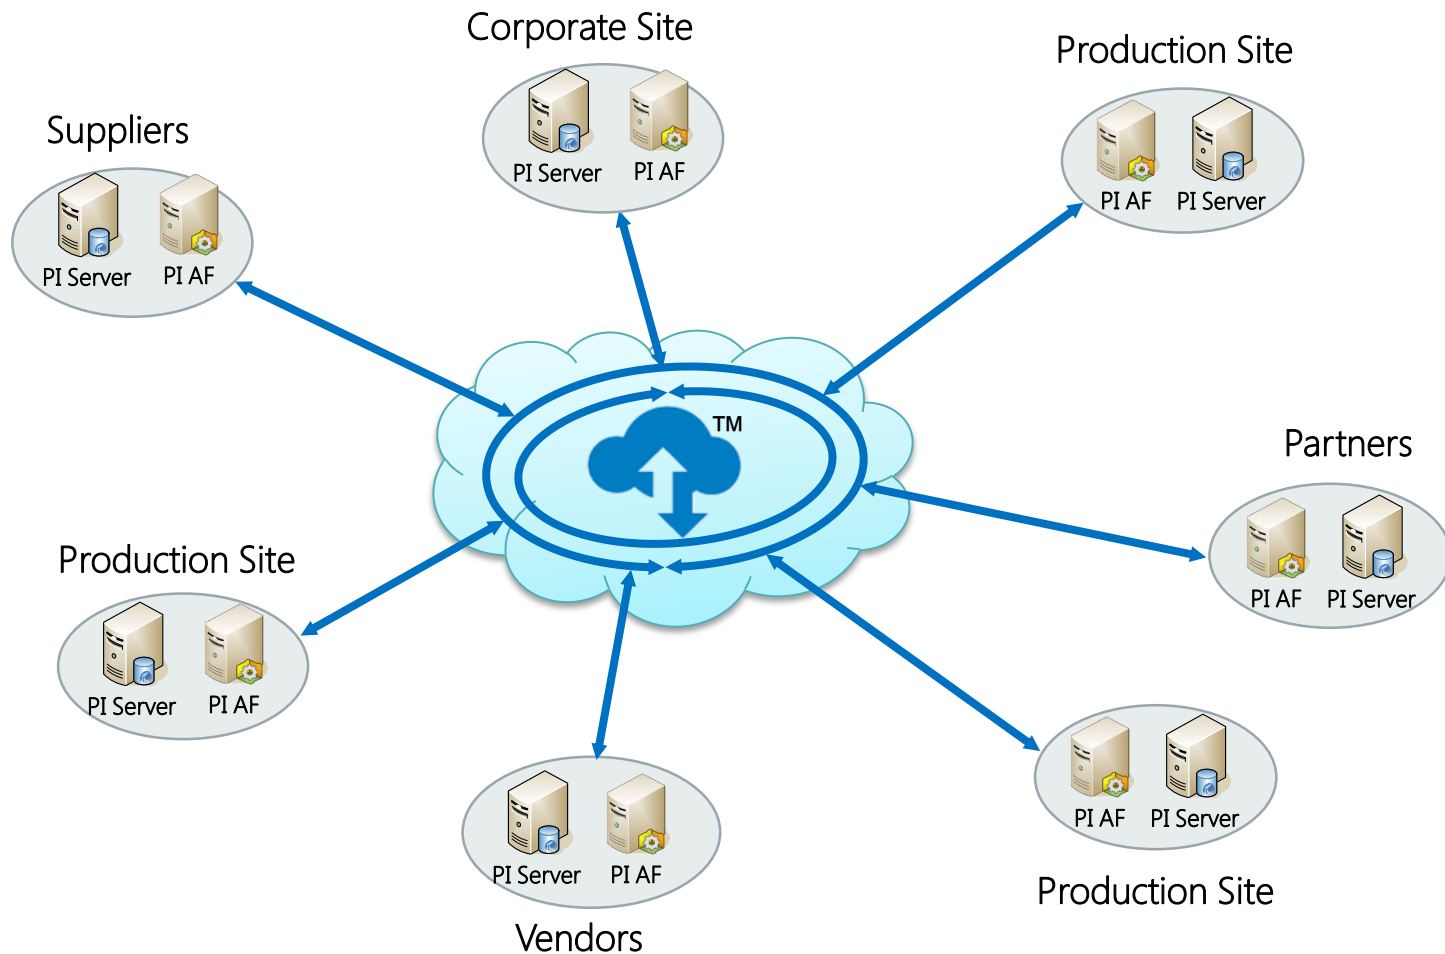 Corporate Site
PI Server
PI AF
Production Site
PI AF
PI Server
Suppliers
PI Server
PI AF
TM
Partners
PI AF
PI Server
Production Site
PI Server
PI AF
PI AF
PI Server
Production Site
PI Server
PI AF
Vendors